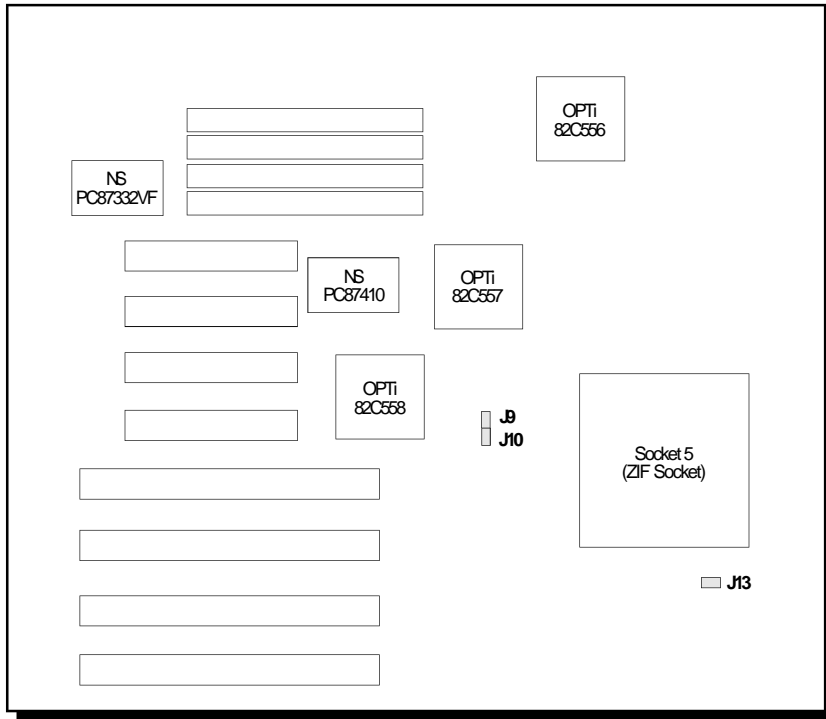 OPTi
82C556
NS
PC87332VF
NS
PC87410
OPTi
82C557
OPTi
82C558
J9
J10
Socket 5
(ZIF Socket)
J13